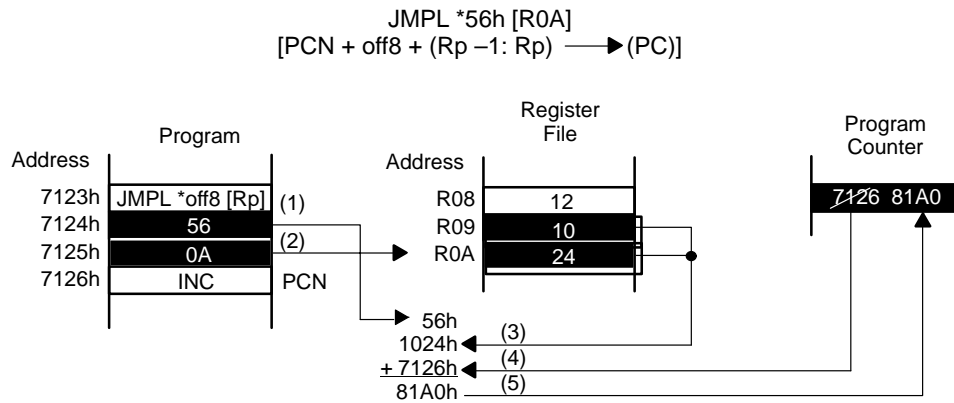 JMPL *56h [R0A]
[PCN + off8 + (Rp –1: Rp) (PC)]
Program
Register
File
Program
Counter
Address
Address
7123h JMPL *off8 [Rp] (1)
7124h 56
7125h 0A (2)
7126h INC PCN
R08 12
R09 10
R0A 24
7126 81A0
56h
1024h (3)
+ 7126h (4)
81A0h (5)